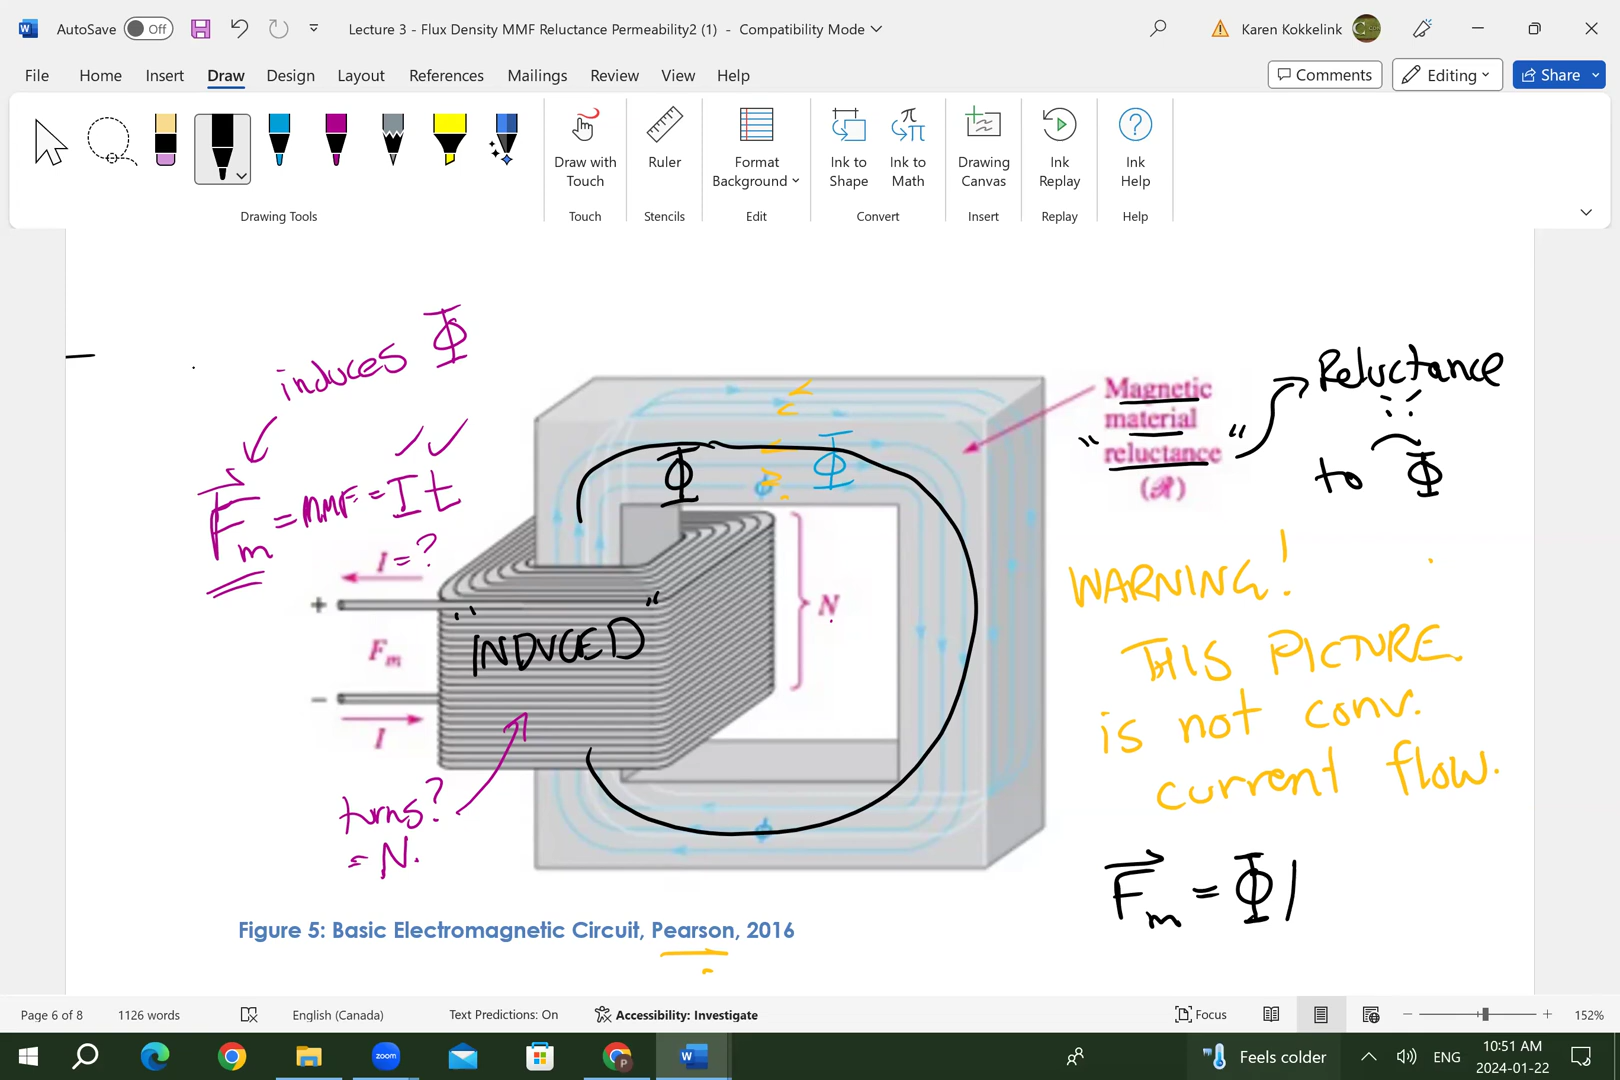 AutoSave Off Lecture 3 - Flux Density MMF Reluctance Permeability2 (1) - Compatibility Mode Karen Kokkelink
File Home Insert Draw Design Layout References Mailings Review View Help Comments Editing Share
Draw with Touch
Ruler
Format Background
Ink to Shape
Ink to Math
Drawing Canvas
Ink Replay
Ink Help
Drawing Tools Touch Stencils Edit Convert Insert Replay Help
induces Φ
Fm = MMF = I t
I = ?
+
Fm
−
I
turns?
= N.
"INDUCED"
Φ Φ
ϕ
N
ϕ
Magnetic
"material
reluctance"
(ℛ)
Reluctance
to Φ
WARNING!
THIS PICTURE
is not conv.
current flow.
Fm = Φ|
Figure 5: Basic Electromagnetic Circuit, Pearson, 2016
Page 6 of 8 1126 words English (Canada) Text Predictions: On Accessibility: Investigate Focus 152%
zoom Feels colder ENG 10:51 AM
2024-01-22